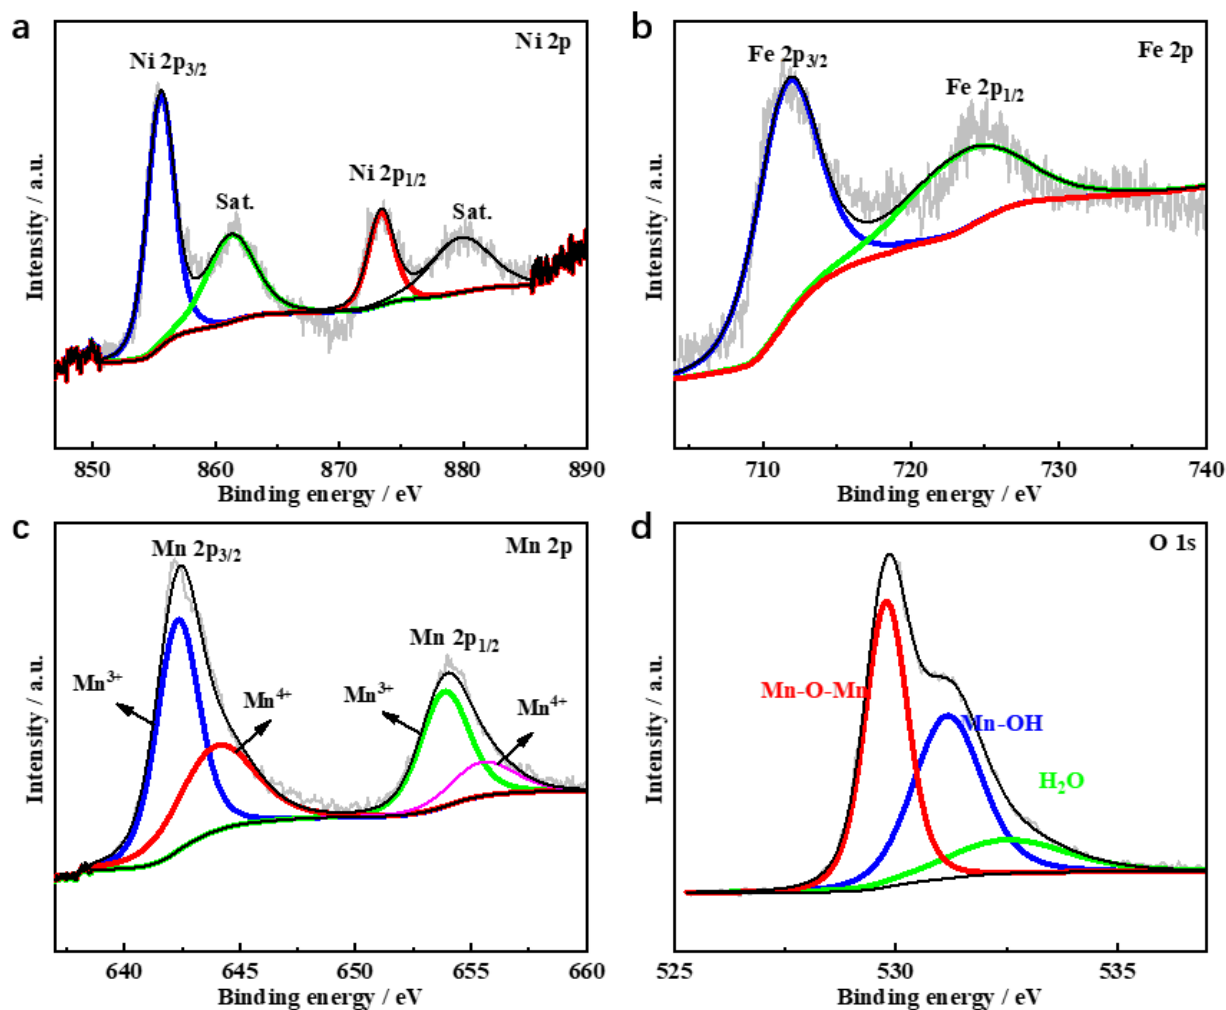 a
Ni 2p
Ni 2p3/2
Sat.
Ni 2p1/2
Sat.
Intensity / a.u.
850 860 870 880 890
Binding energy / eV
b
Fe 2p
Fe 2p3/2
Fe 2p1/2
Intensity / a.u.
710 720 730 740
Binding energy / eV
c
Mn 2p
Mn 2p3/2
Mn 2p1/2
Mn3+
Mn4+
Mn3+
Mn4+
Intensity / a.u.
640 645 650 655 660
Binding energy / eV
d
O 1s
Mn-O-Mn
Mn-OH
H2O
Intensity / a.u.
525 530 535
Binding energy / eV